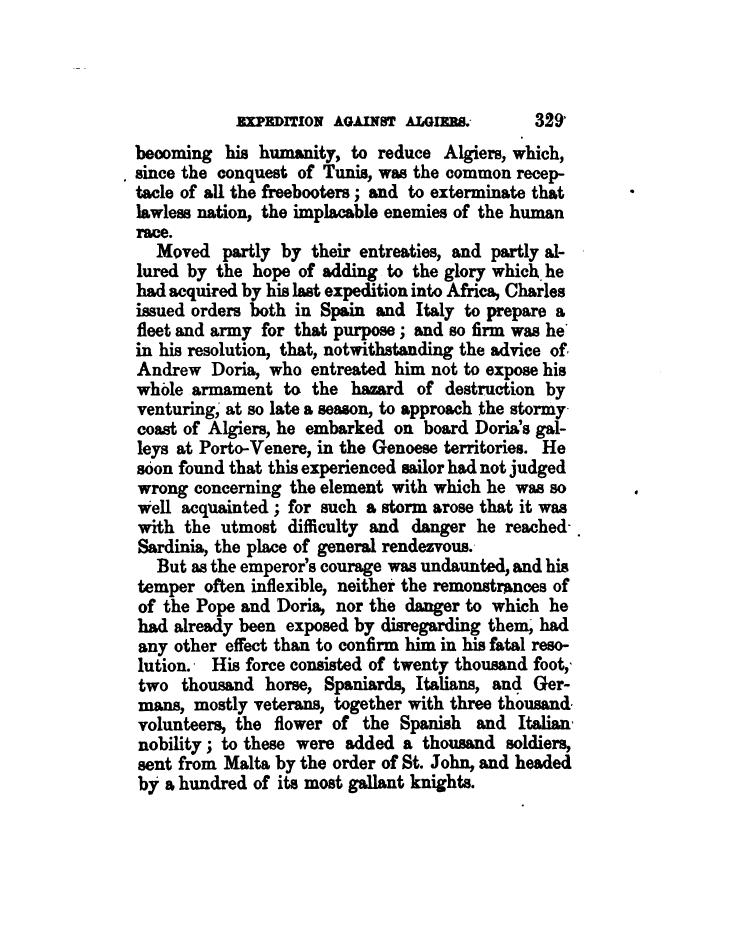 EXPEDITION AGAINST ALGIERS. 329
becoming his humanity, to reduce Algiers, which,
since the conquest of Tunis, was the common recep-
tacle of all the freebooters; and to exterminate that
lawless nation, the implacable enemies of the human
race.
Moved partly by their entreaties, and partly al-
lured by the hope of adding to the glory which he
had acquired by his last expedition into Africa, Charles
issued orders both in Spain and Italy to prepare a
fleet and army for that purpose; and so firm was he
in his resolution, that, notwithstanding the advice of
Andrew Doria, who entreated him not to expose his
whole armament to the hazard of destruction by
venturing, at so late a season, to approach the stormy
coast of Algiers, he embarked on board Doria's gal-
leys at Porto-Venere, in the Genoese territories. He
soon found that this experienced sailor had not judged
wrong concerning the element with which he was so
well acquainted; for such a storm arose that it was
with the utmost difficulty and danger he reached
Sardinia, the place of general rendezvous.
But as the emperor's courage was undaunted, and his
temper often inflexible, neither the remonstrances of
of the Pope and Doria, nor the danger to which he
had already been exposed by disregarding them, had
any other effect than to confirm him in his fatal reso-
lution. His force consisted of twenty thousand foot,
two thousand horse, Spaniards, Italians, and Ger-
mans, mostly veterans, together with three thousand
volunteers, the flower of the Spanish and Italian
nobility; to these were added a thousand soldiers,
sent from Malta by the order of St. John, and headed
by a hundred of its most gallant knights.